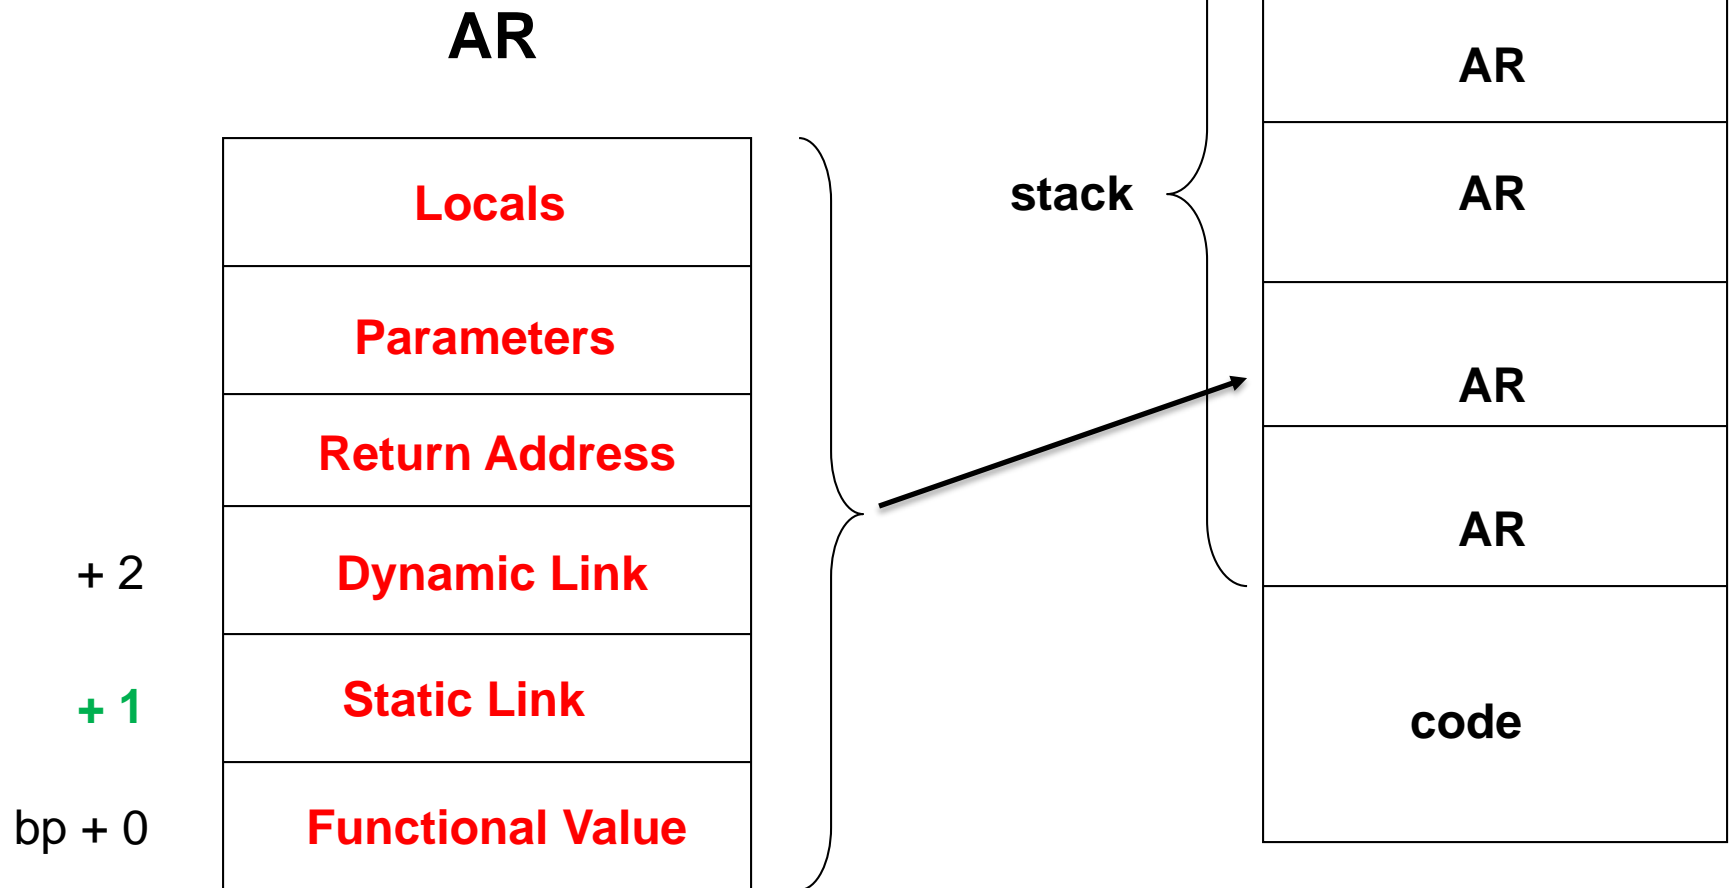 AR
Locals
Parameters
Return Address
+ 2 Dynamic Link
+ 1 Static Link
bp + 0 Functional Value
stack
AR
AR
AR
AR
code